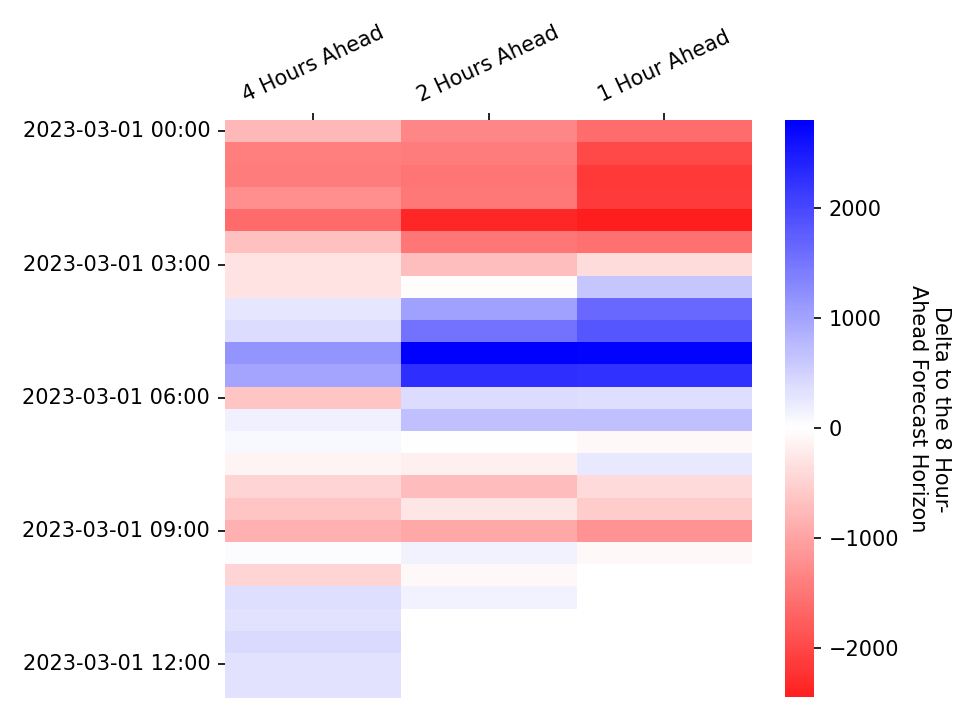 4 Hours Ahead
2 Hours Ahead
1 Hour Ahead
2023-03-01 00:00
2023-03-01 03:00
2023-03-01 06:00
2023-03-01 09:00
2023-03-01 12:00
2000
1000
0
−1000
−2000
Delta to the 8 Hour-
Ahead Forecast Horizon